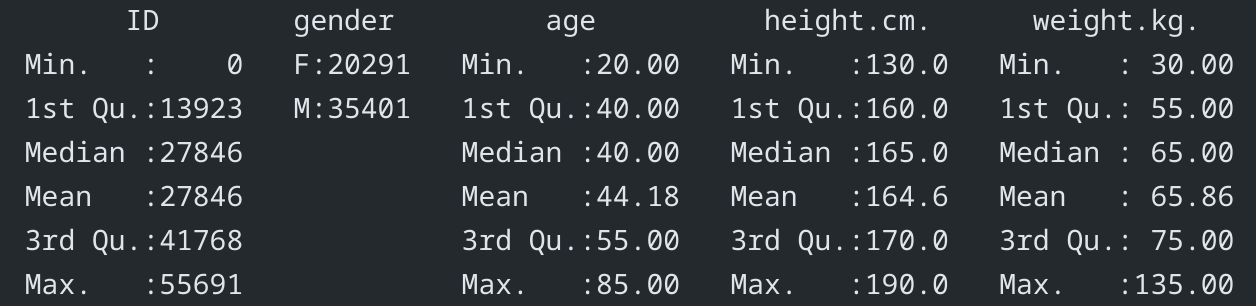 ID gender age height.cm. weight.kg.
Min.   :    0 F:20291 Min.   :20.00 Min.   :130.0 Min.   : 30.00
1st Qu.:13923 M:35401 1st Qu.:40.00 1st Qu.:160.0 1st Qu.: 55.00
Median :27846 Median :40.00 Median :165.0 Median : 65.00
Mean   :27846 Mean   :44.18 Mean   :164.6 Mean   : 65.86
3rd Qu.:41768 3rd Qu.:55.00 3rd Qu.:170.0 3rd Qu.: 75.00
Max.   :55691 Max.   :85.00 Max.   :190.0 Max.   :135.00